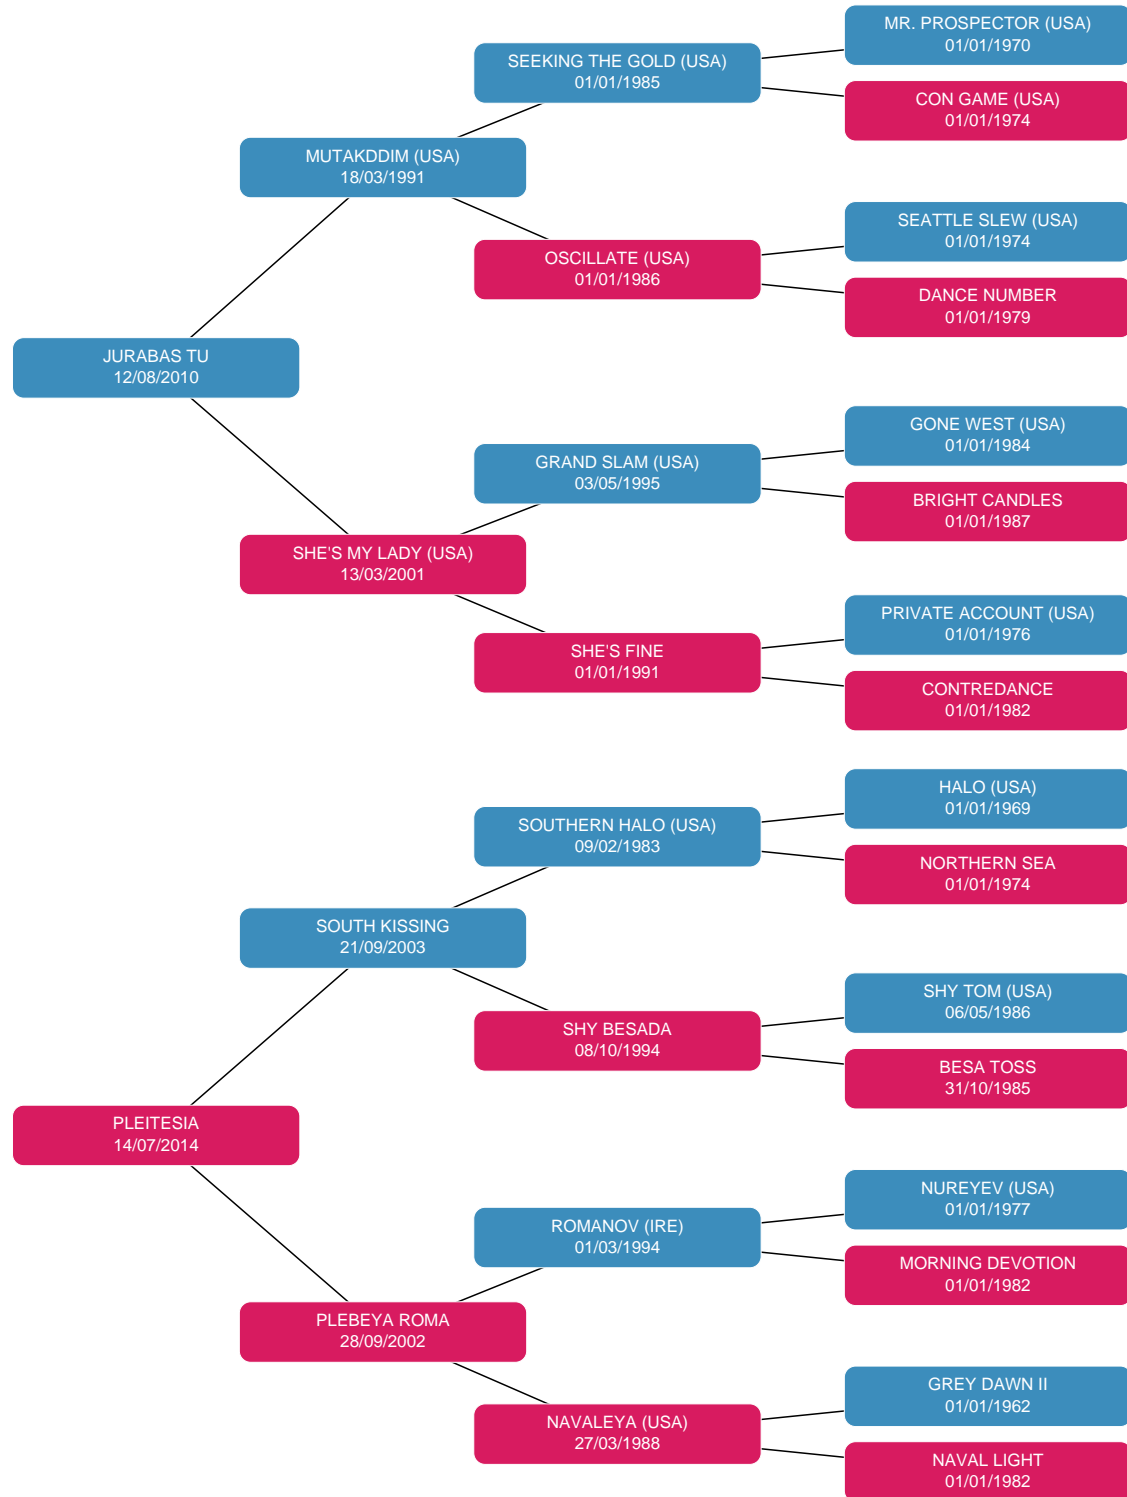 MR. PROSPECTOR (USA)
01/01/1970
SEEKING THE GOLD (USA)
01/01/1985
CON GAME (USA)
01/01/1974
MUTAKDDIM (USA)
18/03/1991
SEATTLE SLEW (USA)
01/01/1974
OSCILLATE (USA)
01/01/1986
DANCE NUMBER
01/01/1979
JURABAS TU
12/08/2010
GONE WEST (USA)
01/01/1984
GRAND SLAM (USA)
03/05/1995
BRIGHT CANDLES
01/01/1987
SHE'S MY LADY (USA)
13/03/2001
PRIVATE ACCOUNT (USA)
01/01/1976
SHE'S FINE
01/01/1991
CONTREDANCE
01/01/1982
HALO (USA)
01/01/1969
SOUTHERN HALO (USA)
09/02/1983
NORTHERN SEA
01/01/1974
SOUTH KISSING
21/09/2003
SHY TOM (USA)
06/05/1986
SHY BESADA
08/10/1994
BESA TOSS
31/10/1985
PLEITESIA
14/07/2014
NUREYEV (USA)
01/01/1977
ROMANOV (IRE)
01/03/1994
MORNING DEVOTION
01/01/1982
PLEBEYA ROMA
28/09/2002
GREY DAWN II
01/01/1962
NAVALEYA (USA)
27/03/1988
NAVAL LIGHT
01/01/1982